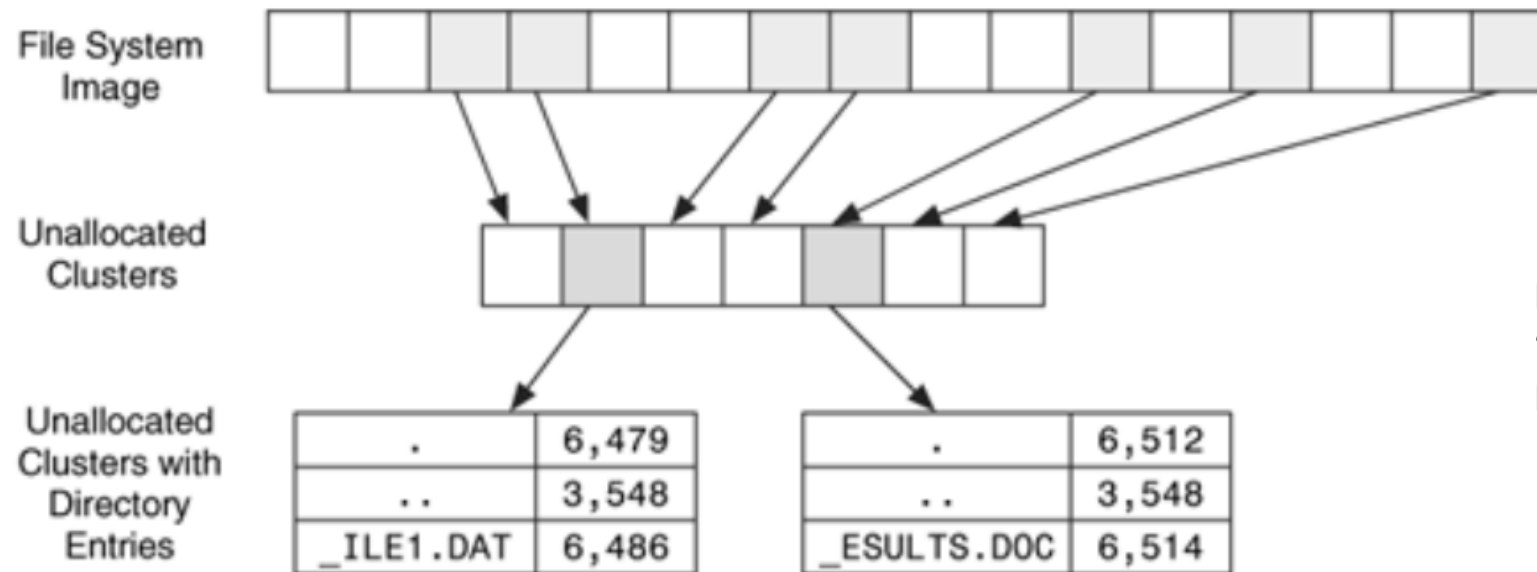 File System
Image
Unallocated
Clusters
Unallocated
Clusters with
Directory
Entries
. 6,479
.. 3,548
_ILE1.DAT 6,486
. 6,512
.. 3,548
_ESULTS.DOC 6,514